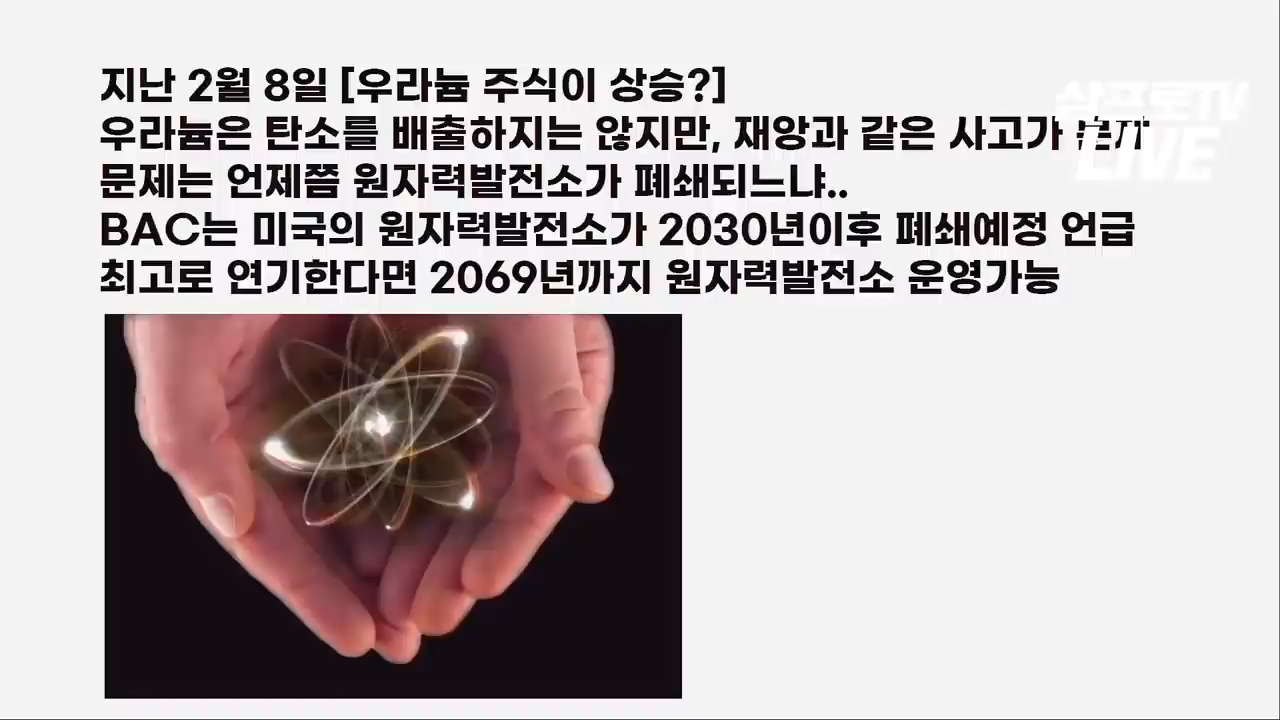 지난 2월 8일 [우라늄 주식이 상승?]
삼프로TV
LIVE
우라늄은 탄소를 배출하지는 않지만, 재앙과 같은 사고가
문제는 언제쯤 원자력발전소가 폐쇄되느냐..
BAC는 미국의 원자력발전소가 2030년이후 폐쇄예정 언급
최고로 연기한다면 2069년까지 원자력발전소 운영가능